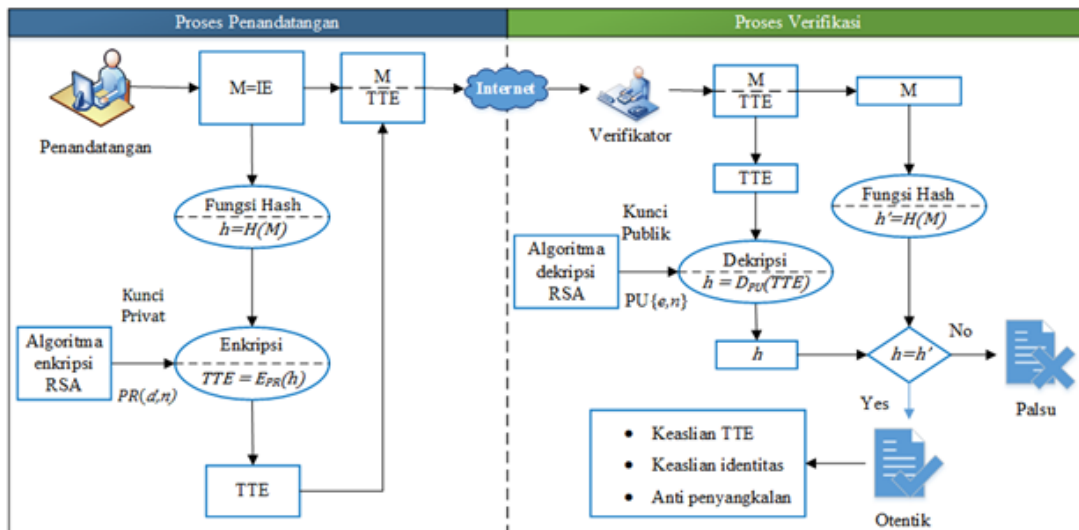 Proses Penandatangan
Penandatangan
M=IE
M
TTE
Fungsi Hash
h=H(M)
Kunci
Privat
Algoritma
enkripsi
RSA
PR(d,n)
Enkripsi
TTE = EPR(h)
TTE
Internet
Proses Verifikasi
Verifikator
M
TTE
M
TTE
Fungsi Hash
h'=H(M)
Kunci
Publik
Algoritma
dekripsi
RSA
PU{e,n}
Dekripsi
h = DPU(TTE)
h
h=h'
No
Palsu
Yes
Otentik
• Keaslian TTE
• Keaslian identitas
• Anti penyangkalan